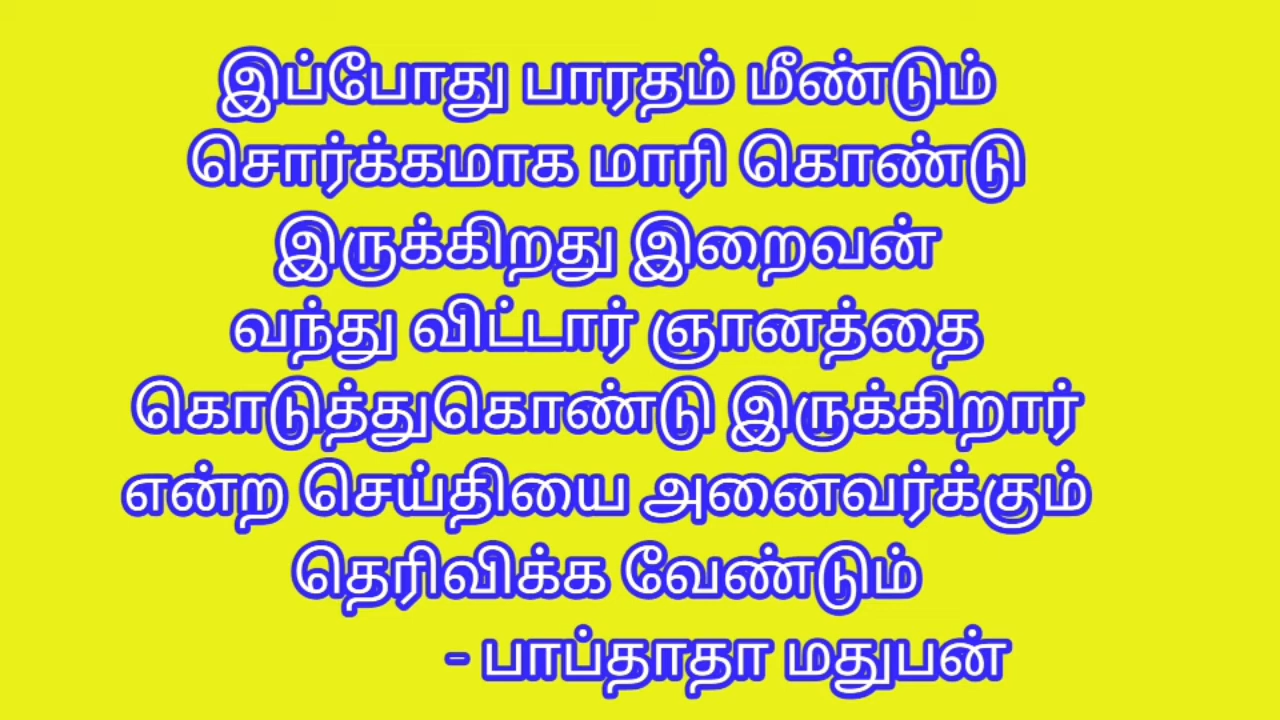 இப்போது பாரதம் மீண்டும்
சொர்க்கமாக மாரி கொண்டு
இருக்கிறது இறைவன்
வந்து விட்டார் ஞானத்தை
கொடுத்துகொண்டு இருக்கிறார்
என்ற செய்தியை அனைவர்க்கும்
தெரிவிக்க வேண்டும்
- பாப்தாதா மதுபன்